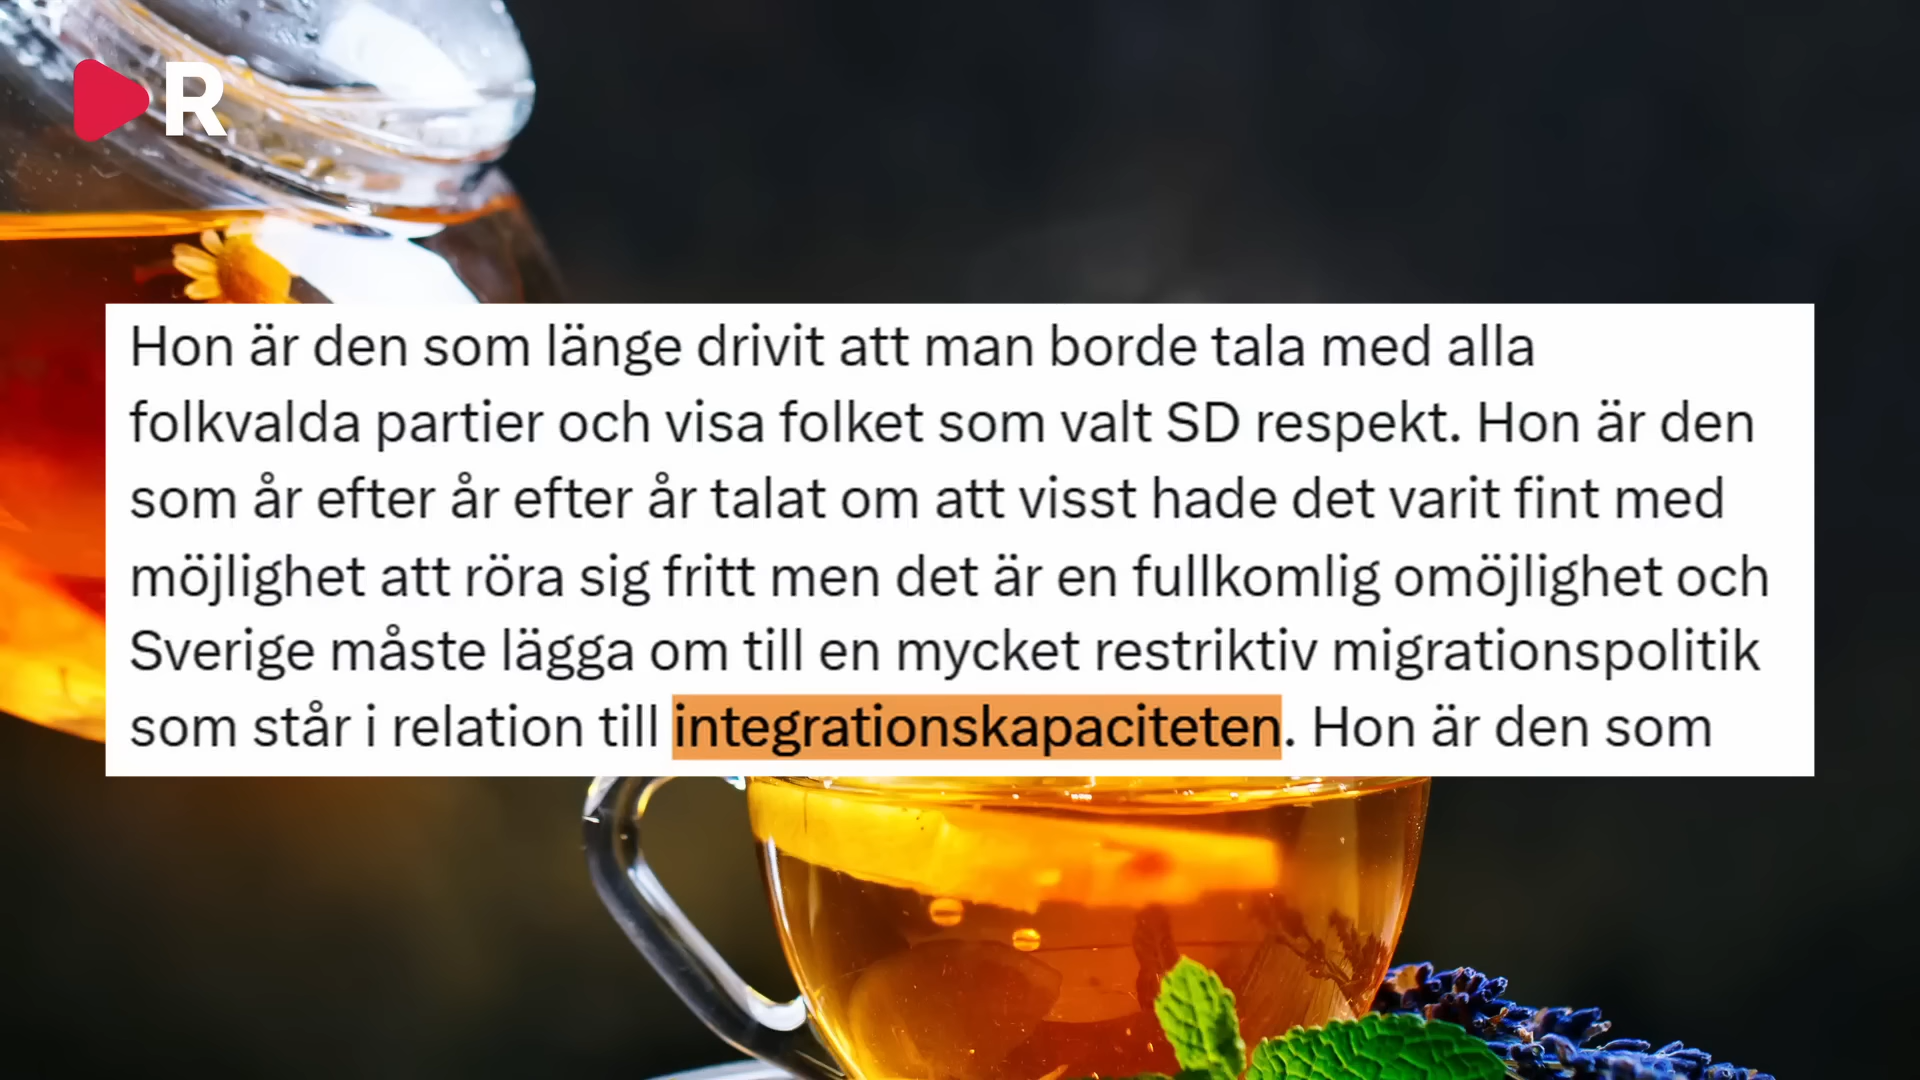 R
Hon är den som länge drivit att man borde tala med alla
folkvalda partier och visa folket som valt SD respekt. Hon är den
som år efter år efter år talat om att visst hade det varit fint med
möjlighet att röra sig fritt men det är en fullkomlig omöjlighet och
Sverige måste lägga om till en mycket restriktiv migrationspolitik
som står i relation till integrationskapaciteten. Hon är den som